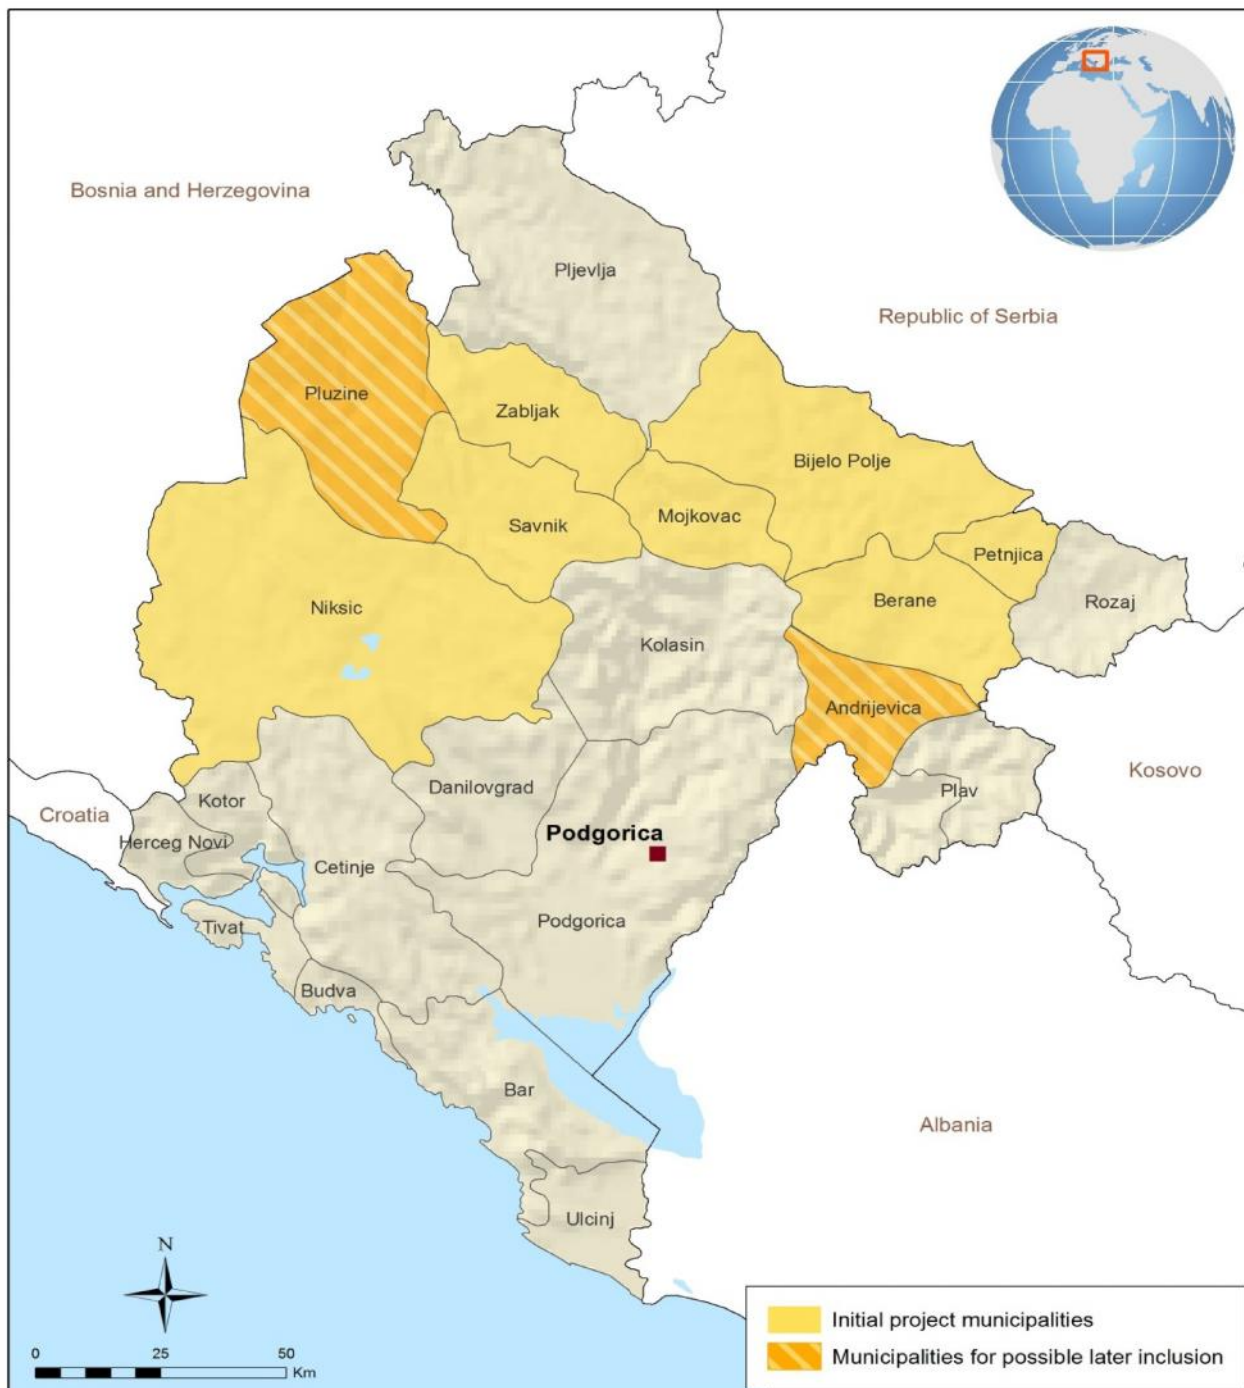 Bosnia and Herzegovina
Pljevlja
Republic of Serbia
Pluzine
Zabljak
Bijelo Polje
Savnik
Mojkovac
Petnjica
Niksic
Berane
Rozaj
Kolasin
Andrijevica
Kosovo
Danilovgrad
Plav
Kotor
Croatia
Herceg Novi
Podgorica
Cetinje
Podgorica
Tivat
Budva
Bar
Albania
Ulcinj
N
0 25 50
Km
Initial project municipalities
Municipalities for possible later inclusion